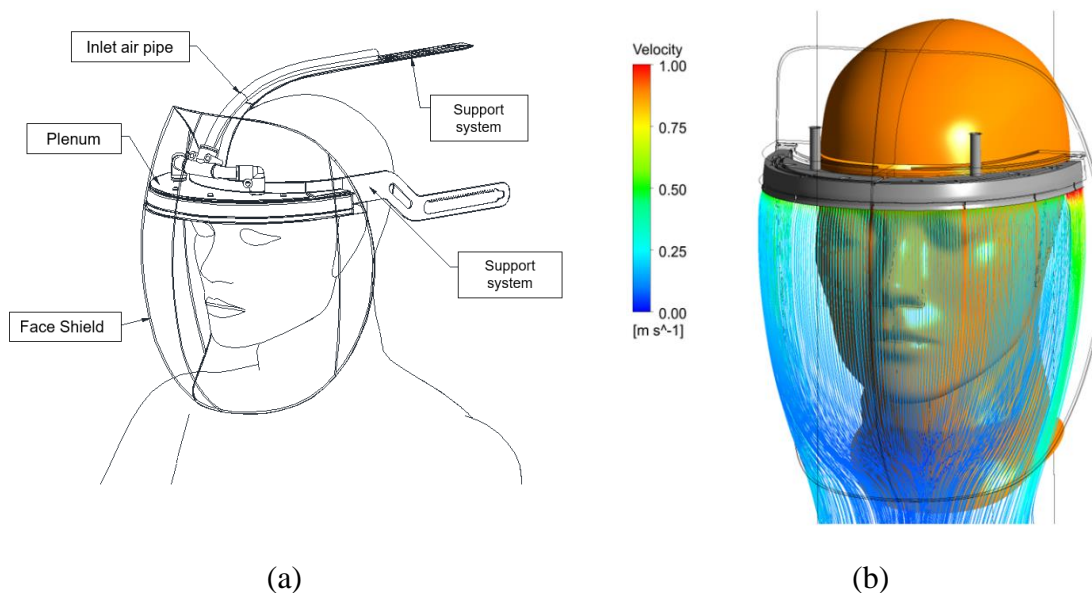 Inlet air pipe
Support
system
Plenum
Support
system
Face Shield
(a)
Velocity
1.00
0.75
0.50
0.25
0.00
[m s^-1]
(b)